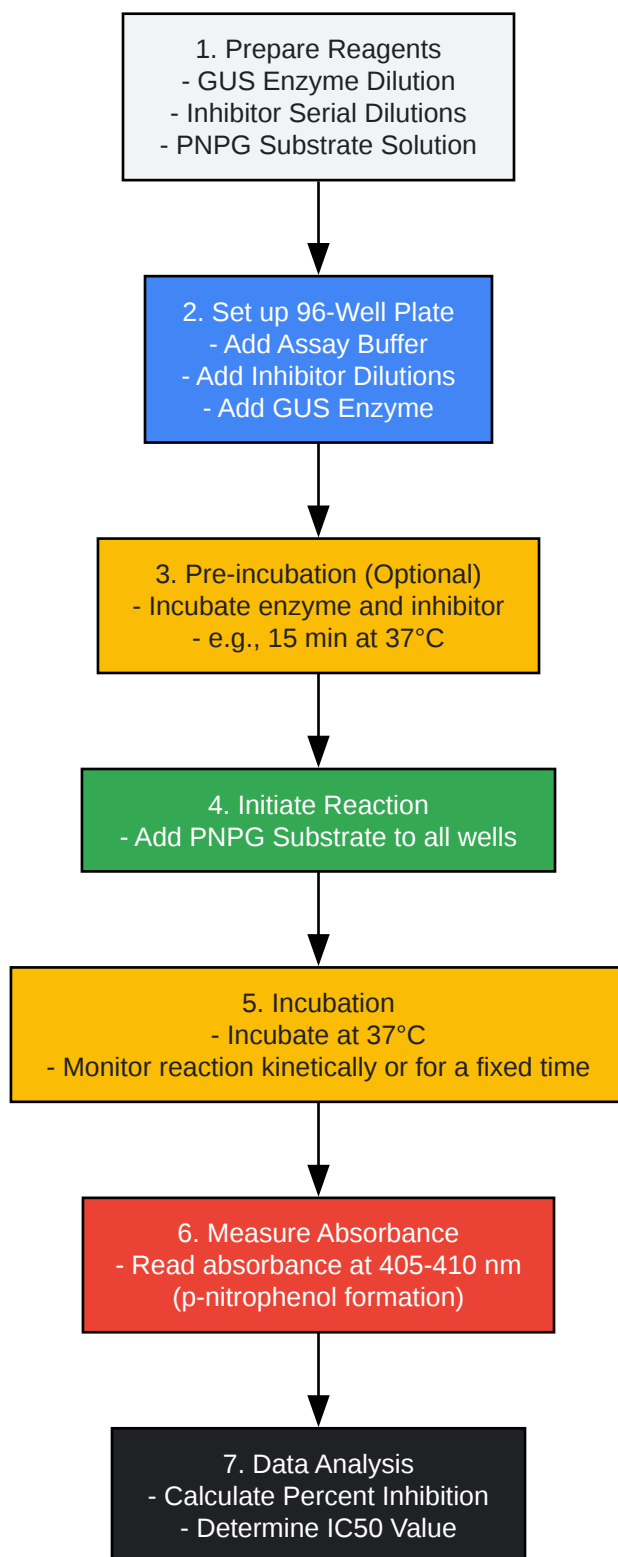 1. Prepare Reagents
- GUS Enzyme Dilution
- Inhibitor Serial Dilutions
- PNPG Substrate Solution
2. Set up 96-Well Plate
- Add Assay Buffer
- Add Inhibitor Dilutions
- Add GUS Enzyme
3. Pre-incubation (Optional)
- Incubate enzyme and inhibitor
- e.g., 15 min at 37°C
4. Initiate Reaction
- Add PNPG Substrate to all wells
5. Incubation
- Incubate at 37°C
- Monitor reaction kinetically or for a fixed time
6. Measure Absorbance
- Read absorbance at 405-410 nm
(p-nitrophenol formation)
7. Data Analysis
- Calculate Percent Inhibition
- Determine IC50 Value